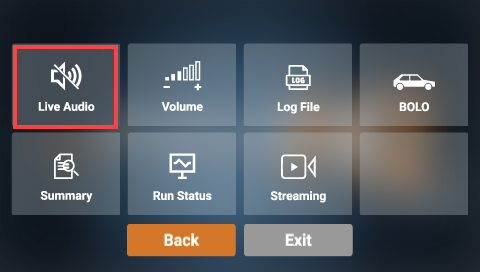 Live Audio
Volume
LOG
Log File
BOLO
Summary
Run Status
Streaming
Back
Exit